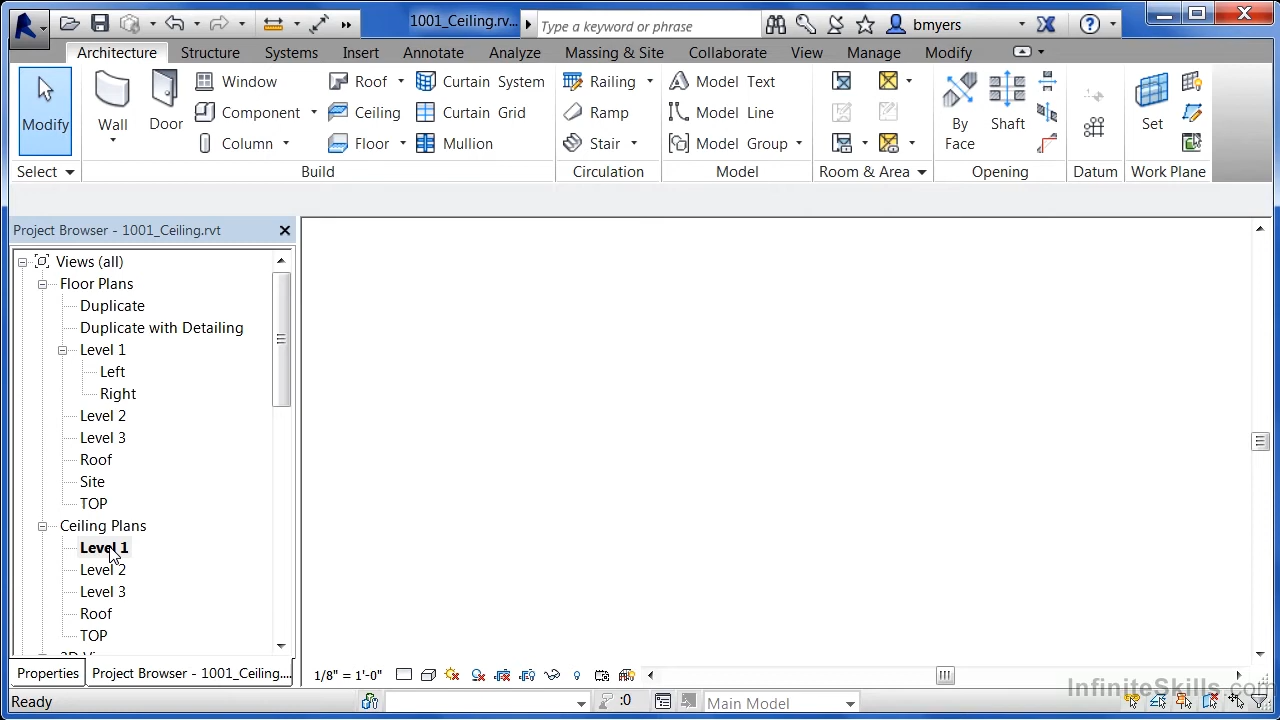 1001_Ceiling.rv...
Type a keyword or phrase
bmyers
Architecture Structure Systems Insert Annotate Analyze Massing & Site Collaborate View Manage Modify
Modify Wall Door Window Roof Curtain System Railing Model Text By Face Shaft Set
Component Ceiling Curtain Grid Ramp Model Line
Column Floor Mullion Stair Model Group
Select Build Circulation Model Room & Area Opening Datum Work Plane
Project Browser - 1001_Ceiling.rvt
Views (all)
Floor Plans
Duplicate
Duplicate with Detailing
Level 1
Left
Right
Level 2
Level 3
Roof
Site
TOP
Ceiling Plans
Level 1
Level 2
Level 3
Roof
TOP
Properties Project Browser - 1001_Ceiling....
1/8" = 1'-0"
InfiniteSkills.com
Ready :0 Main Model